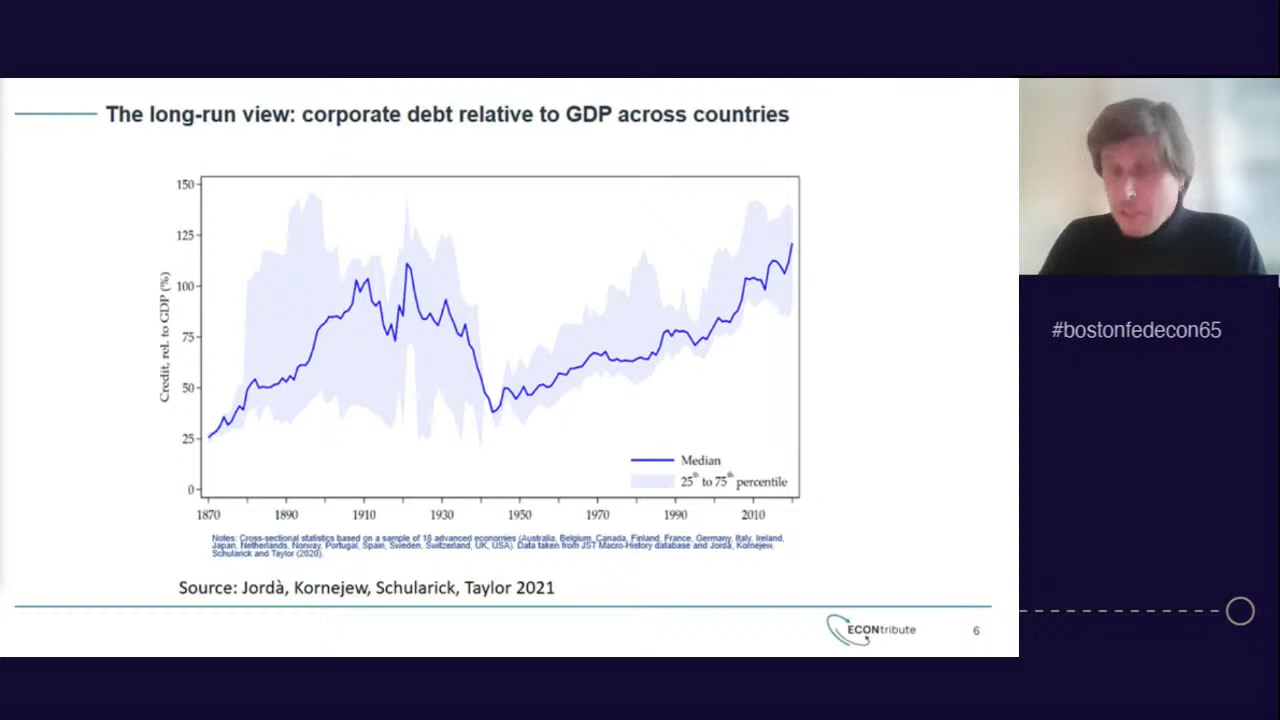 The long-run view: corporate debt relative to GDP across countries
150
125
100
75
50
25
0
Credit, rel. to GDP (%)
Median
25th to 75th percentile
1870 1890 1910 1930 1950 1970 1990 2010
Notes: Cross-sectional statistics based on a sample of 18 advanced economies (Australia, Belgium, Canada, Finland, France, Germany, Italy, Ireland,
Japan, Netherlands, Norway, Portugal, Spain, Sweden, Switzerland, UK, USA). Data taken from JST Macro-History database and Jordà, Kornejew,
Schularick and Taylor (2020).
Source: Jordà, Kornejew, Schularick, Taylor 2021
ECONtribute
6
#bostonfedecon65